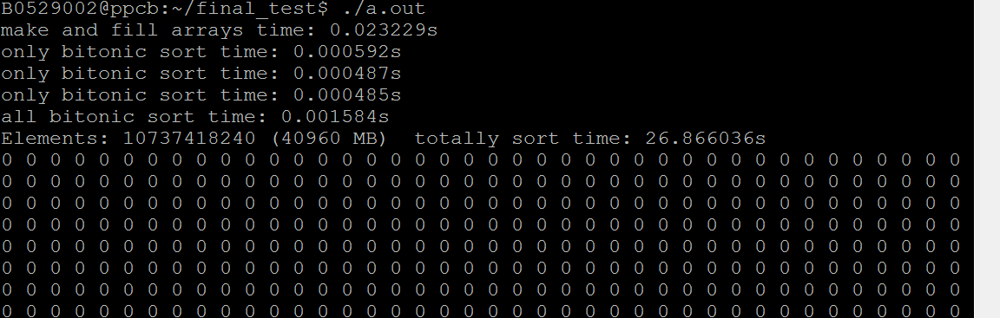 B0529002@ppcb:~/final_test$ ./a.out
make and fill arrays time: 0.023229s
only bitonic sort time: 0.000592s
only bitonic sort time: 0.000487s
only bitonic sort time: 0.000485s
all bitonic sort time: 0.001584s
Elements: 10737418240 (40960 MB)  totally sort time: 26.866036s
0 0 0 0 0 0 0 0 0 0 0 0 0 0 0 0 0 0 0 0 0 0 0 0 0 0 0 0 0 0 0 0 0 0 0 0 0 0 0 0
0 0 0 0 0 0 0 0 0 0 0 0 0 0 0 0 0 0 0 0 0 0 0 0 0 0 0 0 0 0 0 0 0 0 0 0 0 0 0 0
0 0 0 0 0 0 0 0 0 0 0 0 0 0 0 0 0 0 0 0 0 0 0 0 0 0 0 0 0 0 0 0 0 0 0 0 0 0 0 0
0 0 0 0 0 0 0 0 0 0 0 0 0 0 0 0 0 0 0 0 0 0 0 0 0 0 0 0 0 0 0 0 0 0 0 0 0 0 0 0
0 0 0 0 0 0 0 0 0 0 0 0 0 0 0 0 0 0 0 0 0 0 0 0 0 0 0 0 0 0 0 0 0 0 0 0 0 0 0 0
0 0 0 0 0 0 0 0 0 0 0 0 0 0 0 0 0 0 0 0 0 0 0 0 0 0 0 0 0 0 0 0 0 0 0 0 0 0 0 0
0 0 0 0 0 0 0 0 0 0 0 0 0 0 0 0 0 0 0 0 0 0 0 0 0 0 0 0 0 0 0 0 0 0 0 0 0 0 0 0
0 0 0 0 0 0 0 0 0 0 0 0 0 0 0 0 0 0 0 0 0 0 0 0 0 0 0 0 0 0 0 0 0 0 0 0 0 0 0 0